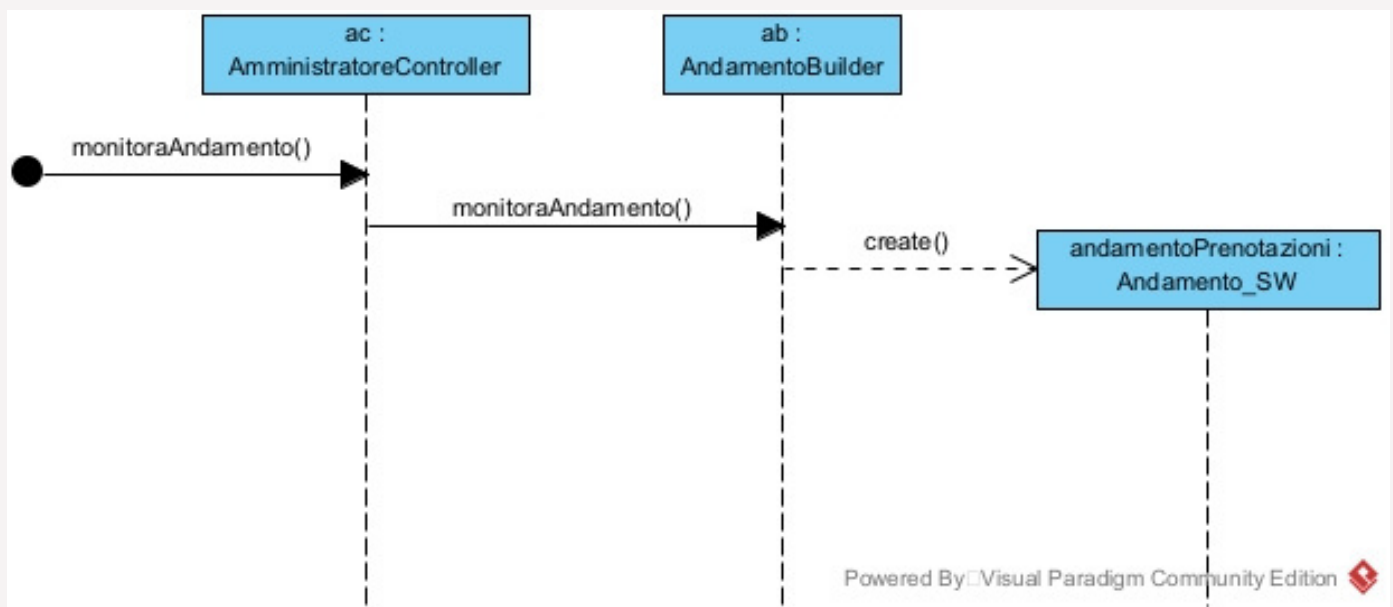 ac :
AmministratoreController
ab :
AndamentoBuilder
monitoraAndamento()
monitoraAndamento()
create()
andamentoPrenotazioni :
Andamento_SW
Powered By Visual Paradigm Community Edition